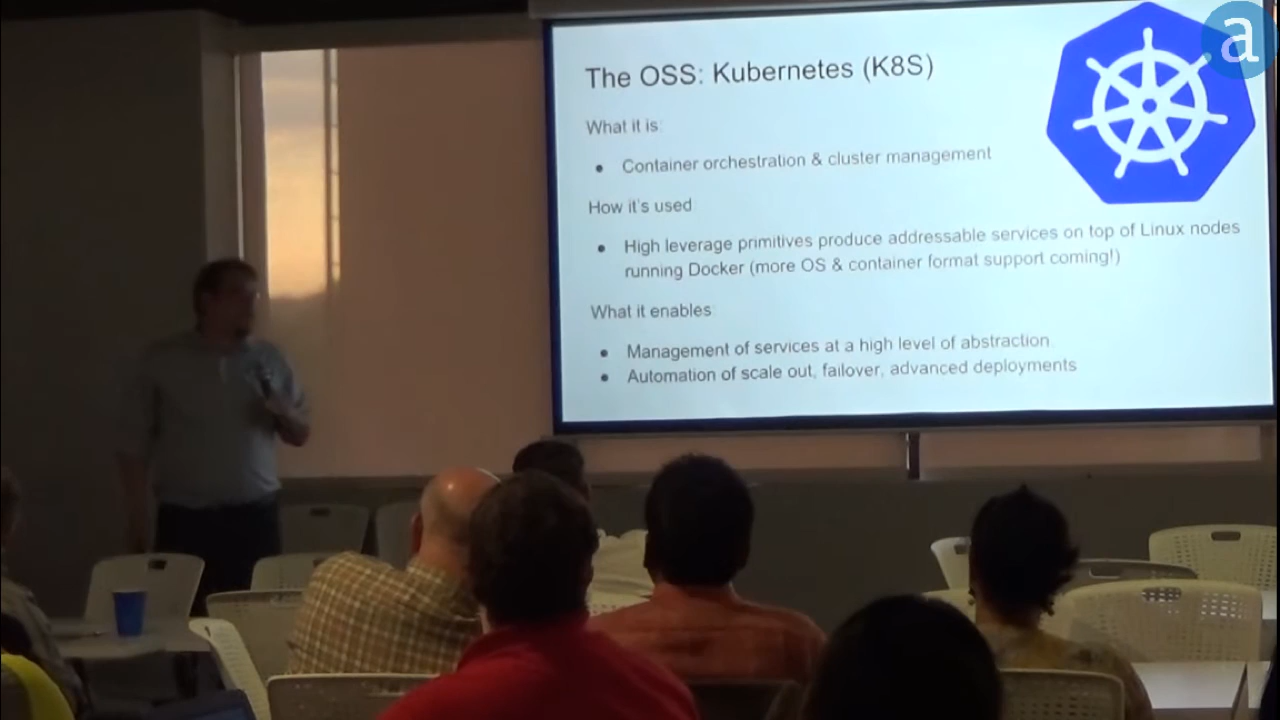 The OSS: Kubernetes (K8S)
a
What it is:
● Container orchestration & cluster management
How it's used
● High leverage primitives produce addressable services on top of Linux nodes
running Docker (more OS & container format support coming!)
What it enables
● Management of services at a high level of abstraction
● Automation of scale out, failover, advanced deployments